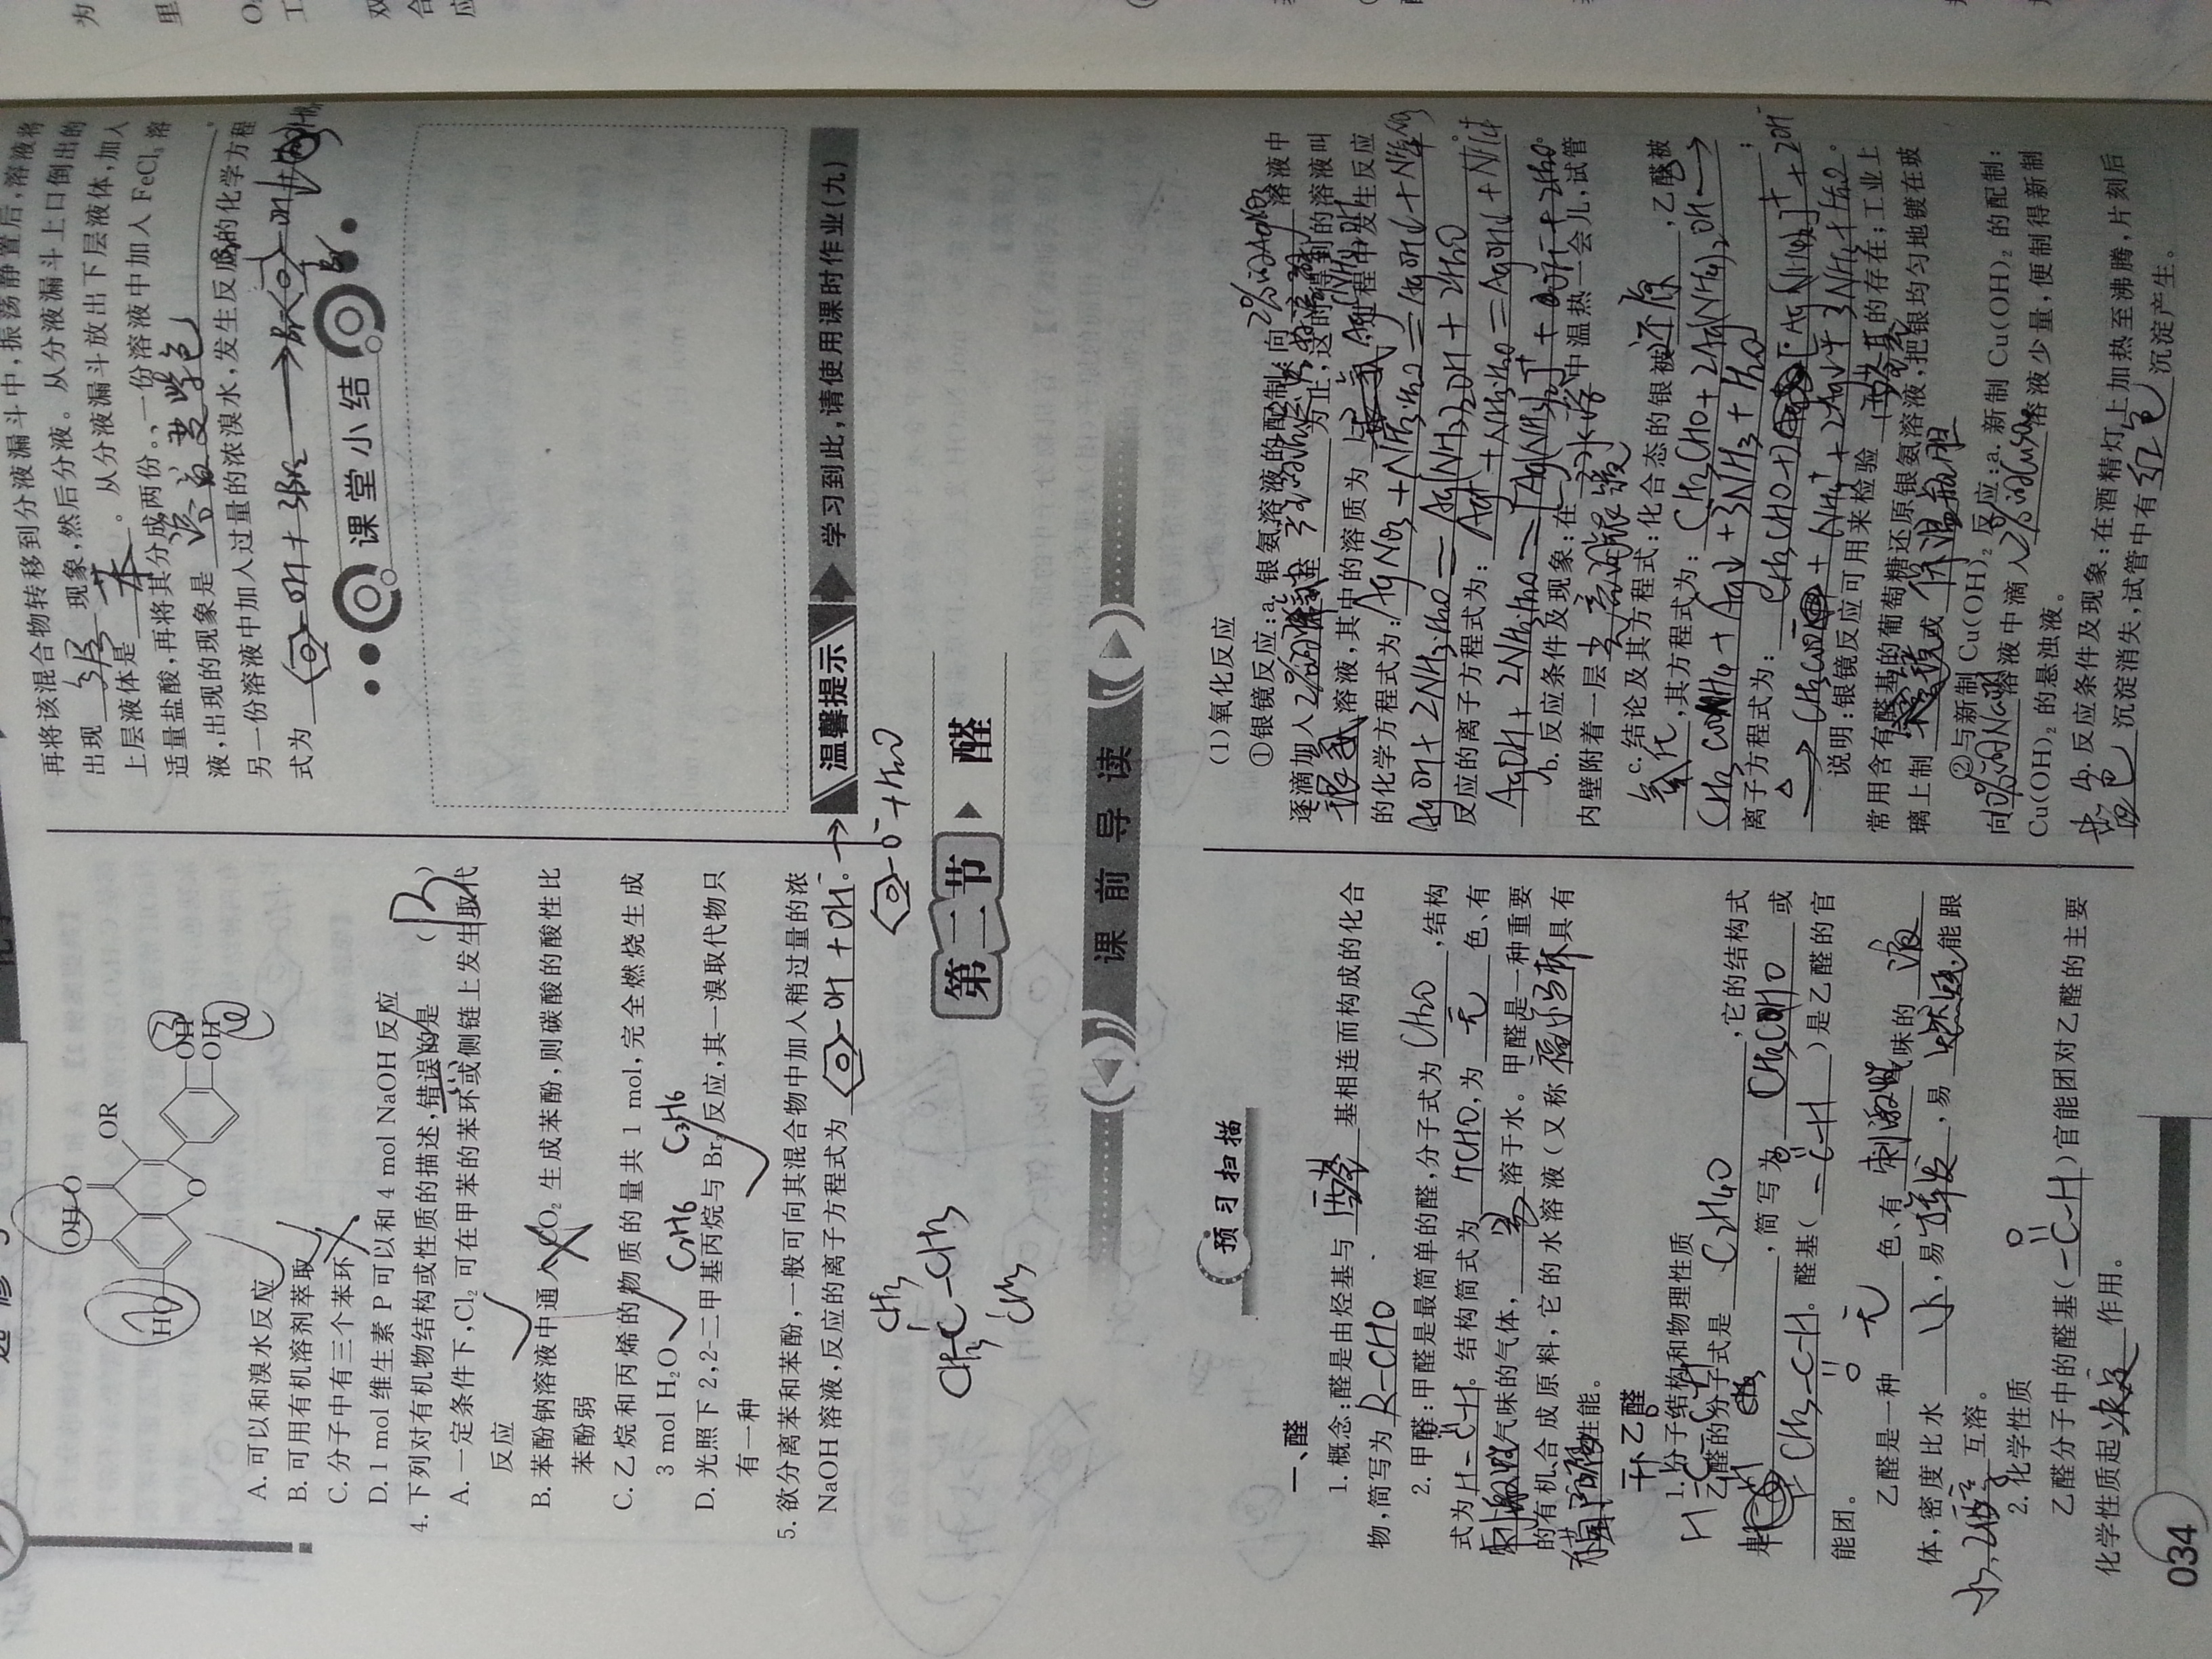 选修5
OH O
OR
HO
O
OH
OH
A. 可以和溴水反应
B. 可用有机溶剂萃取
C. 分子中有三个苯环
D. 1 mol 维生素 P 可以和 4 mol NaOH 反应
4. 下列对有机物结构或性质的描述,错误的是 ( B )
A. 一定条件下,Cl₂ 可在甲苯的苯环或侧链上发生取代
反应
B. 苯酚钠溶液中通入 CO₂ 生成苯酚,则碳酸的酸性比
苯酚弱
C. 乙烷和丙烯的物质的量共 1 mol,完全燃烧生成
3 mol H₂O
C₂H₆ C₃H₆
D. 光照下 2,2-二甲基丙烷与 Br₂ 反应,其一溴取代物只
有一种
5. 欲分离苯和苯酚,一般可向其混合物中加入稍过量的浓
NaOH 溶液,反应的离子方程式为 -OH + OH⁻ →
-O⁻ + H₂O
CH₃
CH₃-C-CH₃
CH₃
再将该混合物转移到分液漏斗中,振荡静置后,溶液将
出现 分层 现象,然后分液。从分液漏斗上口倒出的
上层液体是 苯 。从分液漏斗放出下层液体,加入
适量盐酸,再将其分成两份。一份溶液中加入 FeCl₃ 溶
液,出现的现象是 溶液变紫色 。
另一份溶液中加入过量的浓溴水,发生反应的化学方程
式为 -OH + 3Br₂ → Br -OH↓ + 3HBr
Br
Br
课堂小结
温馨提示 学习到此,请使用课时作业(九)
第二节 醛
课前导读
预习扫描
一、醛
1. 概念:醛是由烃基与 醛 基相连而构成的化合
物,简写为 R-CHO
2. 甲醛:甲醛是最简单的醛,分子式为 CH₂O ,结构
式为 H-C-H。结构简式为 HCHO,为 无 色、有
刺激性 气味的气体, 易 溶于水。甲醛是一种重要
的有机合成原料,它的水溶液(又称 福尔马林 具有
杀菌防腐 性能。
二、乙醛
1. 分子结构和物理性质
乙醛的分子式是 C₂H₄O ,它的结构式
是 ,简写为 CH₃CHO 或
CH₃-C-H。醛基( -C-H )是乙醛的官
O
能团。
乙醛是一种 无 色、有 刺激性 气味的 液
体,密度比水 小 ,易 挥发 ,易 燃烧,能跟
水、乙醇 互溶。
2. 化学性质
O
乙醛分子中的醛基( -C-H )官能团对乙醛的主要
化学性质起 决定 作用。
034
(1)氧化反应
①银镜反应:a. 银氨溶液的配制:向 2%的AgNO₃ 溶液中
逐滴加入 2%的 至 为止,这时得到的溶液叫
银氨 溶液,其中的溶质为 Ag(NH₃)₂OH ,过程中发生反应
的化学方程式为: AgNO₃ + NH₃·H₂O = AgOH↓ + NH₄NO₃
AgOH + 2NH₃·H₂O = Ag(NH₃)₂OH + 2H₂O 。
反应的离子方程式为: Ag⁺ + NH₃·H₂O = AgOH↓ + NH₄⁺
AgOH + 2NH₃·H₂O = [Ag(NH₃)₂]⁺ + OH⁻ + 2H₂O。
b. 反应条件及现象:在 水浴 中温热一会儿,试管
内壁附着一层 光亮的银镜
c. 结论及其方程式:化合态的银被 还原 ,乙醛被
氧化 ,其方程式为: CH₃CHO + 2Ag(NH₃)₂OH △→
CH₃COONH₄ + Ag↓ + 3NH₃ + H₂O ;
离子方程式为: CH₃CHO + 2[Ag(NH₃)₂]⁺ + 2OH⁻
△→ CH₃COO⁻ + NH₄⁺ + 2Ag↓ + 3NH₃ + H₂O 。
说明:银镜反应可用来检验 醛基 的存在;工业上
常用含有醛基的葡萄糖还原银氨溶液,把银均匀地镀在玻
璃上制 镜 或 保温瓶胆
②与新制 Cu(OH)₂ 反应:a. 新制 Cu(OH)₂ 的配制:
向 10%的NaOH 溶液中滴入 2%的CuSO₄ 溶液少量,便制得新制
Cu(OH)₂ 的悬浊液。
b. 反应条件及现象:在酒精灯上加热至沸腾,片刻后
蓝色 沉淀消失,试管中有 红色 沉淀产生。